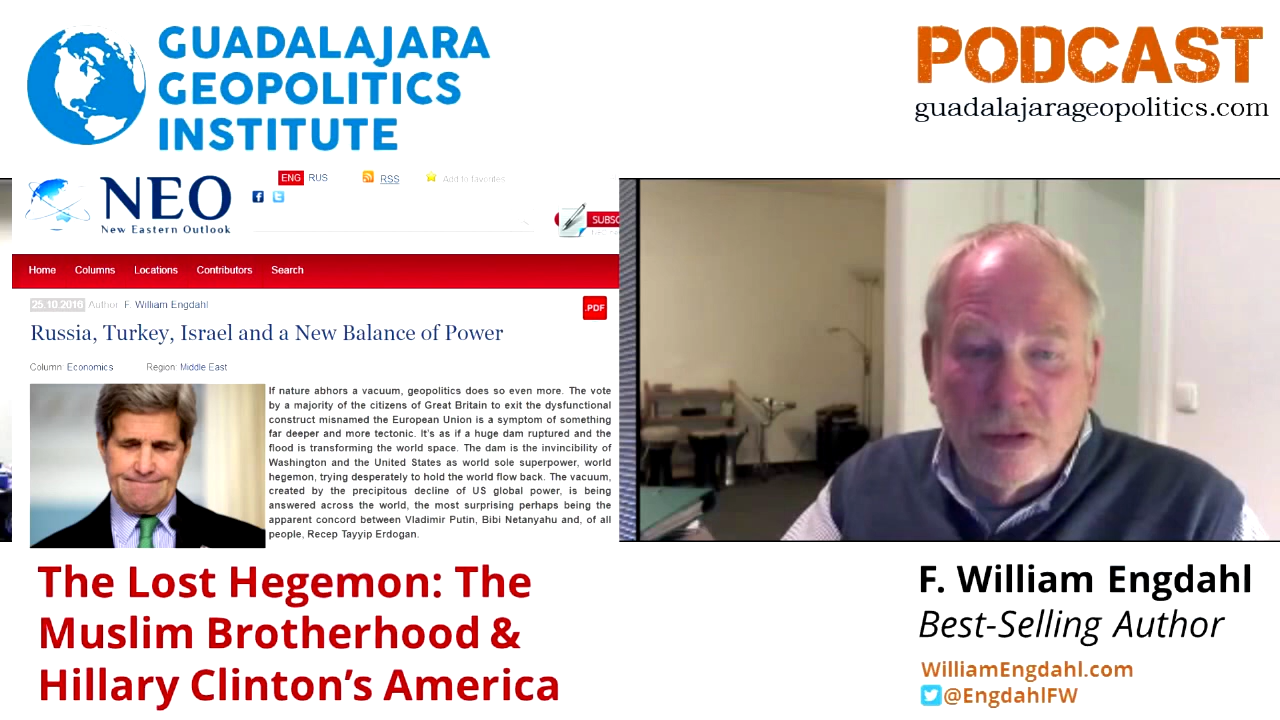 GUADALAJARA
GEOPOLITICS
INSTITUTE
PODCAST
guadalajarageopolitics.com
NEO
New Eastern Outlook
ENG RUS RSS Add to favorites
SUBSC
Home Columns Locations Contributors Search
25.10.2016 Author: F. William Engdahl
.PDF
Russia, Turkey, Israel and a New Balance of Power
Column: Economics Region: Middle East
If nature abhors a vacuum, geopolitics does so even more. The vote
by a majority of the citizens of Great Britain to exit the dysfunctional
construct misnamed the European Union is a symptom of something
far deeper and more tectonic. It's as if a huge dam ruptured and the
flood is transforming the world space. The dam is the invincibility of
Washington and the United States as world sole superpower, world
hegemon, trying desperately to hold the world flow back. The vacuum,
created by the precipitous decline of US global power, is being
answered across the world, the most surprising perhaps being the
apparent concord between Vladimir Putin, Bibi Netanyahu and, of all
people, Recep Tayyip Erdogan.
The Lost Hegemon: The
Muslim Brotherhood &
Hillary Clinton's America
F. William Engdahl
Best-Selling Author
WilliamEngdahl.com
@EngdahlFW